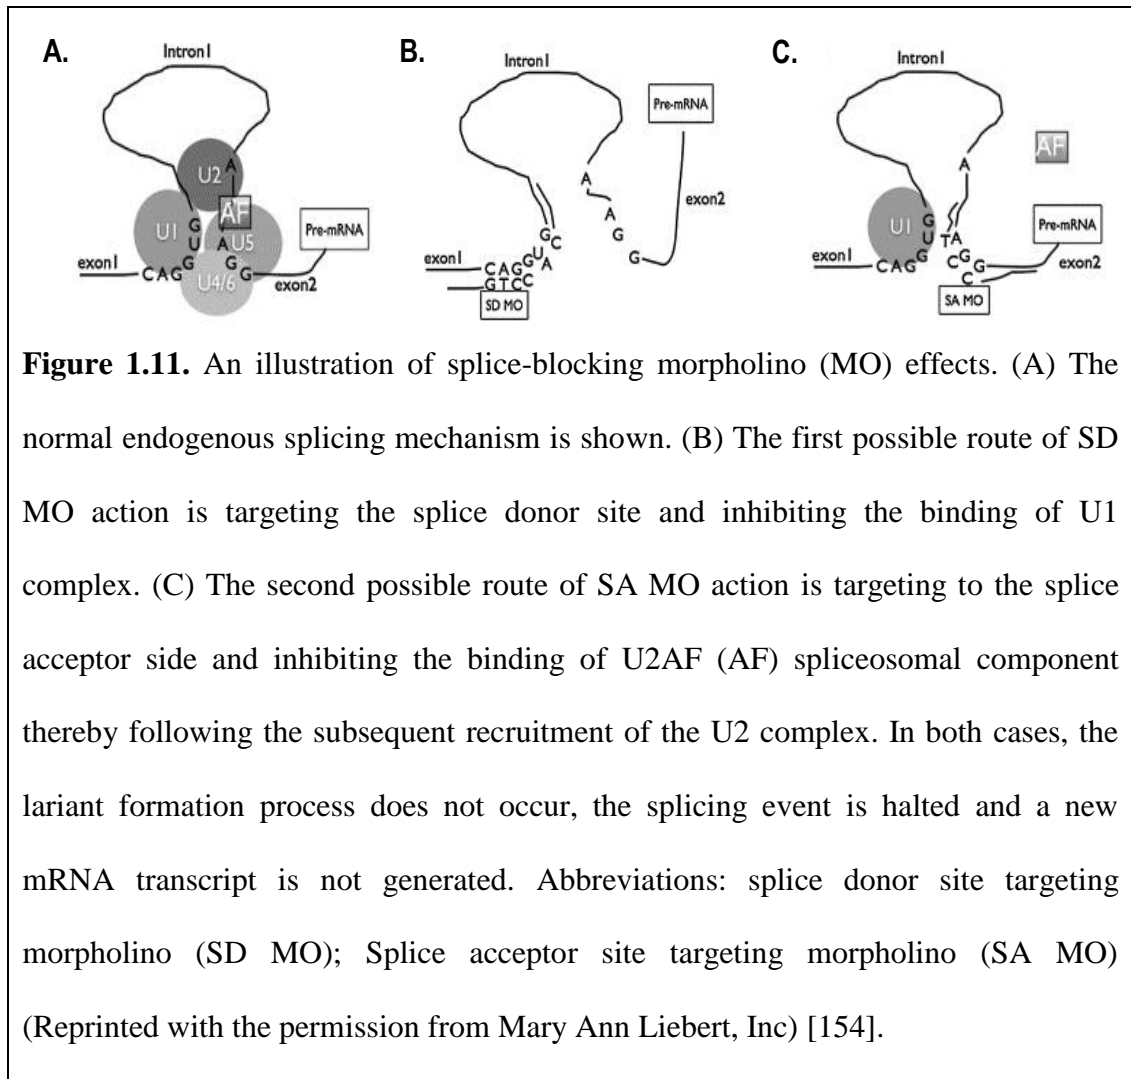 A. B. C.
Intron1 Intron1 Intron1
Pre-mRNA
AF
U2 A A A
AF
U1 G U5 U1 G
U A U TA
exon1 CAGG GG Pre-mRNA
U4/6 exon2
exon1 CAGGUA GC
GTCC
SD MO
A G G exon2
exon1 CAGG CGG Pre-mRNA
C exon2
SA MO
Figure 1.11. An illustration of splice-blocking morpholino (MO) effects. (A) The
normal endogenous splicing mechanism is shown. (B) The first possible route of SD
MO action is targeting the splice donor site and inhibiting the binding of U1
complex. (C) The second possible route of SA MO action is targeting to the splice
acceptor side and inhibiting the binding of U2AF (AF) spliceosomal component
thereby following the subsequent recruitment of the U2 complex. In both cases, the
lariant formation process does not occur, the splicing event is halted and a new
mRNA transcript is not generated. Abbreviations: splice donor site targeting
morpholino (SD MO); Splice acceptor site targeting morpholino (SA MO)
(Reprinted with the permission from Mary Ann Liebert, Inc) [154].